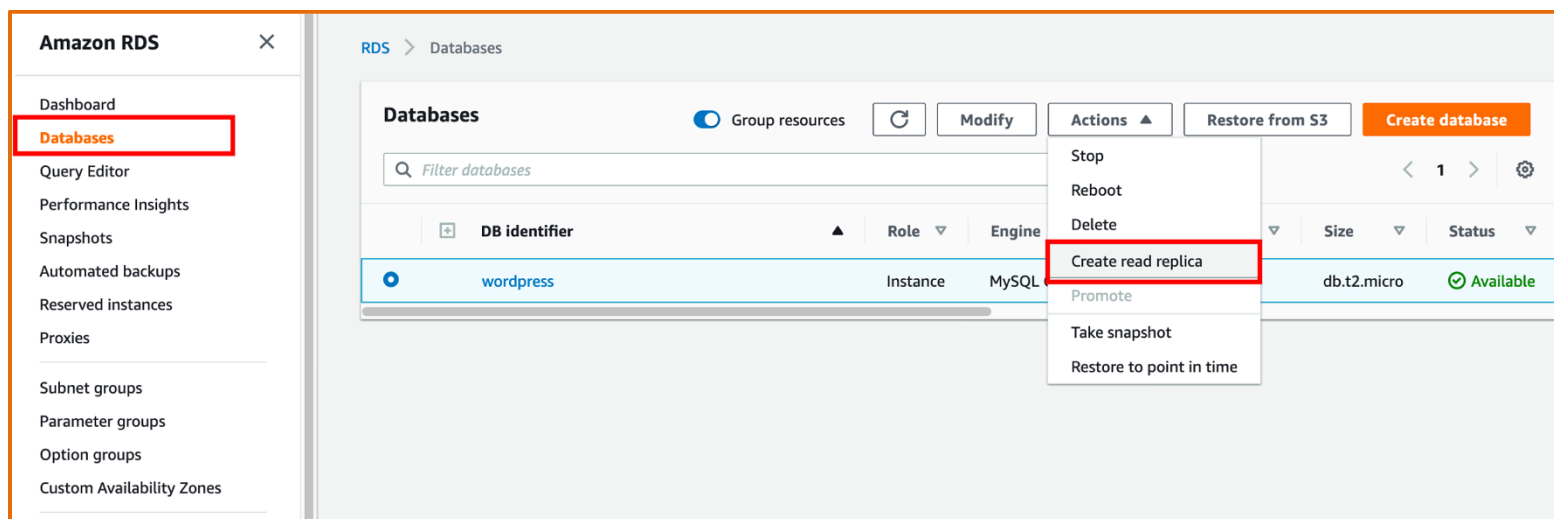 Amazon RDS
Dashboard
Databases
Query Editor
Performance Insights
Snapshots
Automated backups
Reserved instances
Proxies
Subnet groups
Parameter groups
Option groups
Custom Availability Zones
RDS > Databases
Databases
Group resources
Modify
Actions
Restore from S3
Create database
Filter databases
1
Stop
Reboot
Delete
Create read replica
Promote
Take snapshot
Restore to point in time
DB identifier Role Engine Size Status
wordpress Instance MySQL db.t2.micro Available